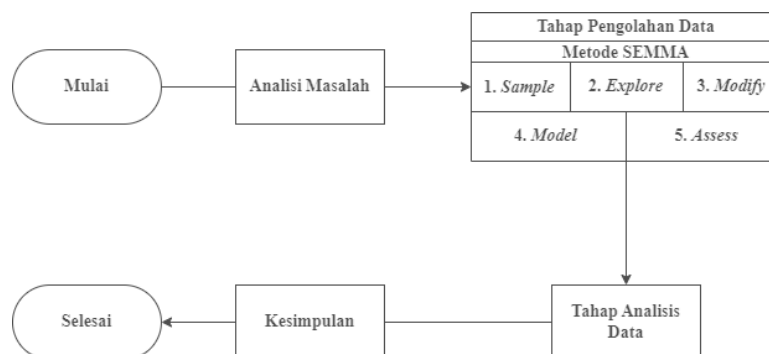 Mulai
Analisi Masalah
Tahap Pengolahan Data
Metode SEMMA
1. Sample
2. Explore
3. Modify
4. Model
5. Assess
Selesai
Kesimpulan
Tahap Analisis
Data